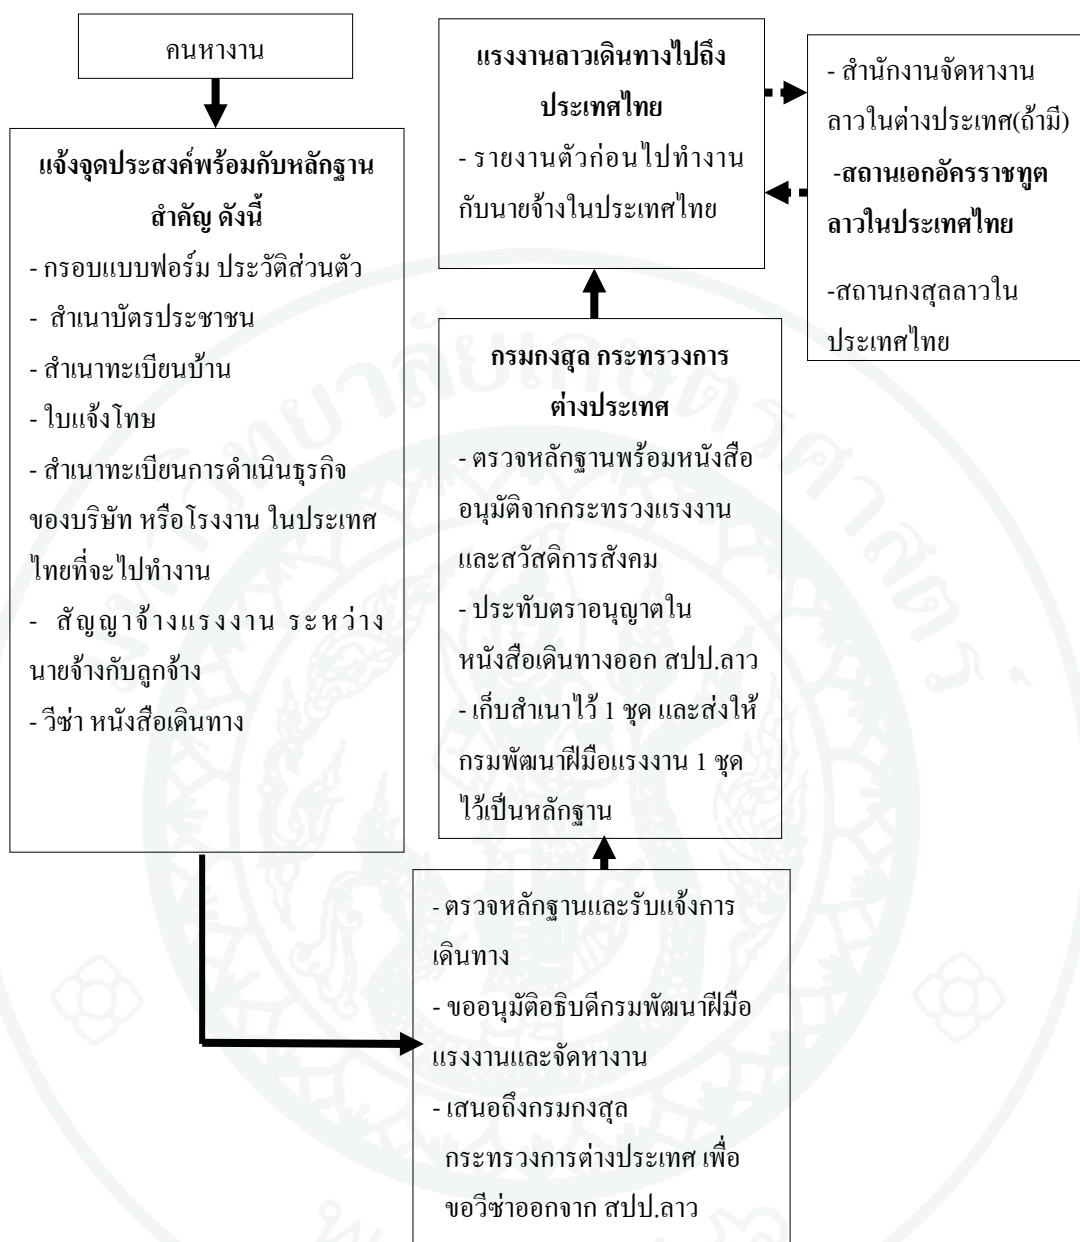 คนหางาน
แจ้งจุดประสงค์พร้อมกับหลักฐาน
สำคัญ ดังนี้
- กรอบแบบฟอร์ม ประวัติส่วนตัว
- สำเนาบัตรประชาชน
- สำเนาทะเบียนบ้าน
- ใบแจ้งโทษ
- สำเนาทะเบียนการดำเนินธุรกิจ
ของบริษัท หรือโรงงาน ในประเทศ
ไทยที่จะไปทำงาน
- สัญญาจ้างแรงงาน ระหว่าง
นายจ้างกับลูกจ้าง
- วีซ่า หนังสือเดินทาง
- ตรวจหลักฐานและรับแจ้งการ
เดินทาง
- ขออนุมัติอธิบดีกรมพัฒนาฝีมือ
แรงงานและจัดหางาน
- เสนอถึงกรมกงสุล
กระทรวงการต่างประเทศ เพื่อ
ขอวีซ่าออกจาก สปป.ลาว
กรมกงสุล กระทรวงการ
ต่างประเทศ
- ตรวจหลักฐานพร้อมหนังสือ
อนุมัติจากกระทรวงแรงงาน
และสวัสดิการสังคม
- ประทับตราอนุญาตใน
หนังสือเดินทางออก สปป.ลาว
- เก็บสำเนาไว้ 1 ชุด และส่งให้
กรมพัฒนาฝีมือแรงงาน 1 ชุด
ไว้เป็นหลักฐาน
แรงงานลาวเดินทางไปถึง
ประเทศไทย
- รายงานตัวก่อนไปทำงาน
กับนายจ้างในประเทศไทย
- สำนักงานจัดหางาน
ลาวในต่างประเทศ(ถ้ามี)
-สถานเอกอัครราชทูต
ลาวในประเทศไทย
-สถานกงสุลลาวใน
ประเทศไทย